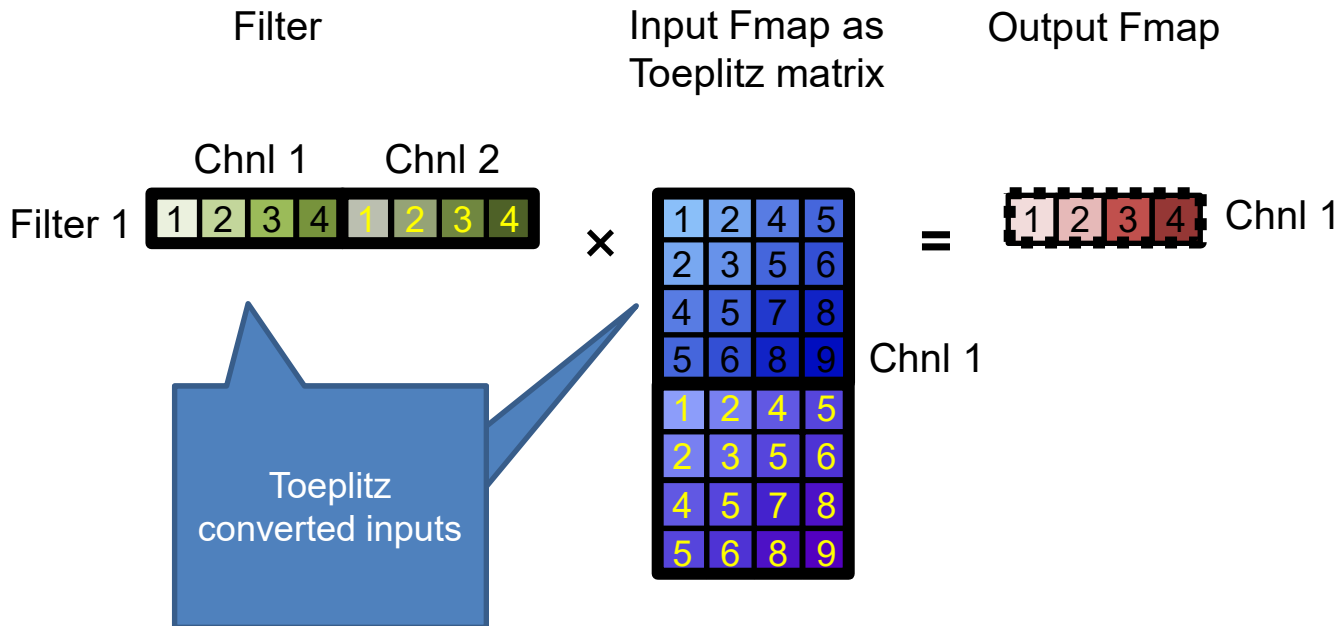 Filter
Input Fmap as
Toeplitz matrix
Output Fmap
Chnl 1 Chnl 2
Filter 1
1 2 3 4 1 2 3 4
×
1 2 4 5
2 3 5 6
4 5 7 8
5 6 8 9
1 2 4 5
2 3 5 6
4 5 7 8
5 6 8 9
Chnl 1
=
1 2 3 4
Chnl 1
Toeplitz
converted inputs